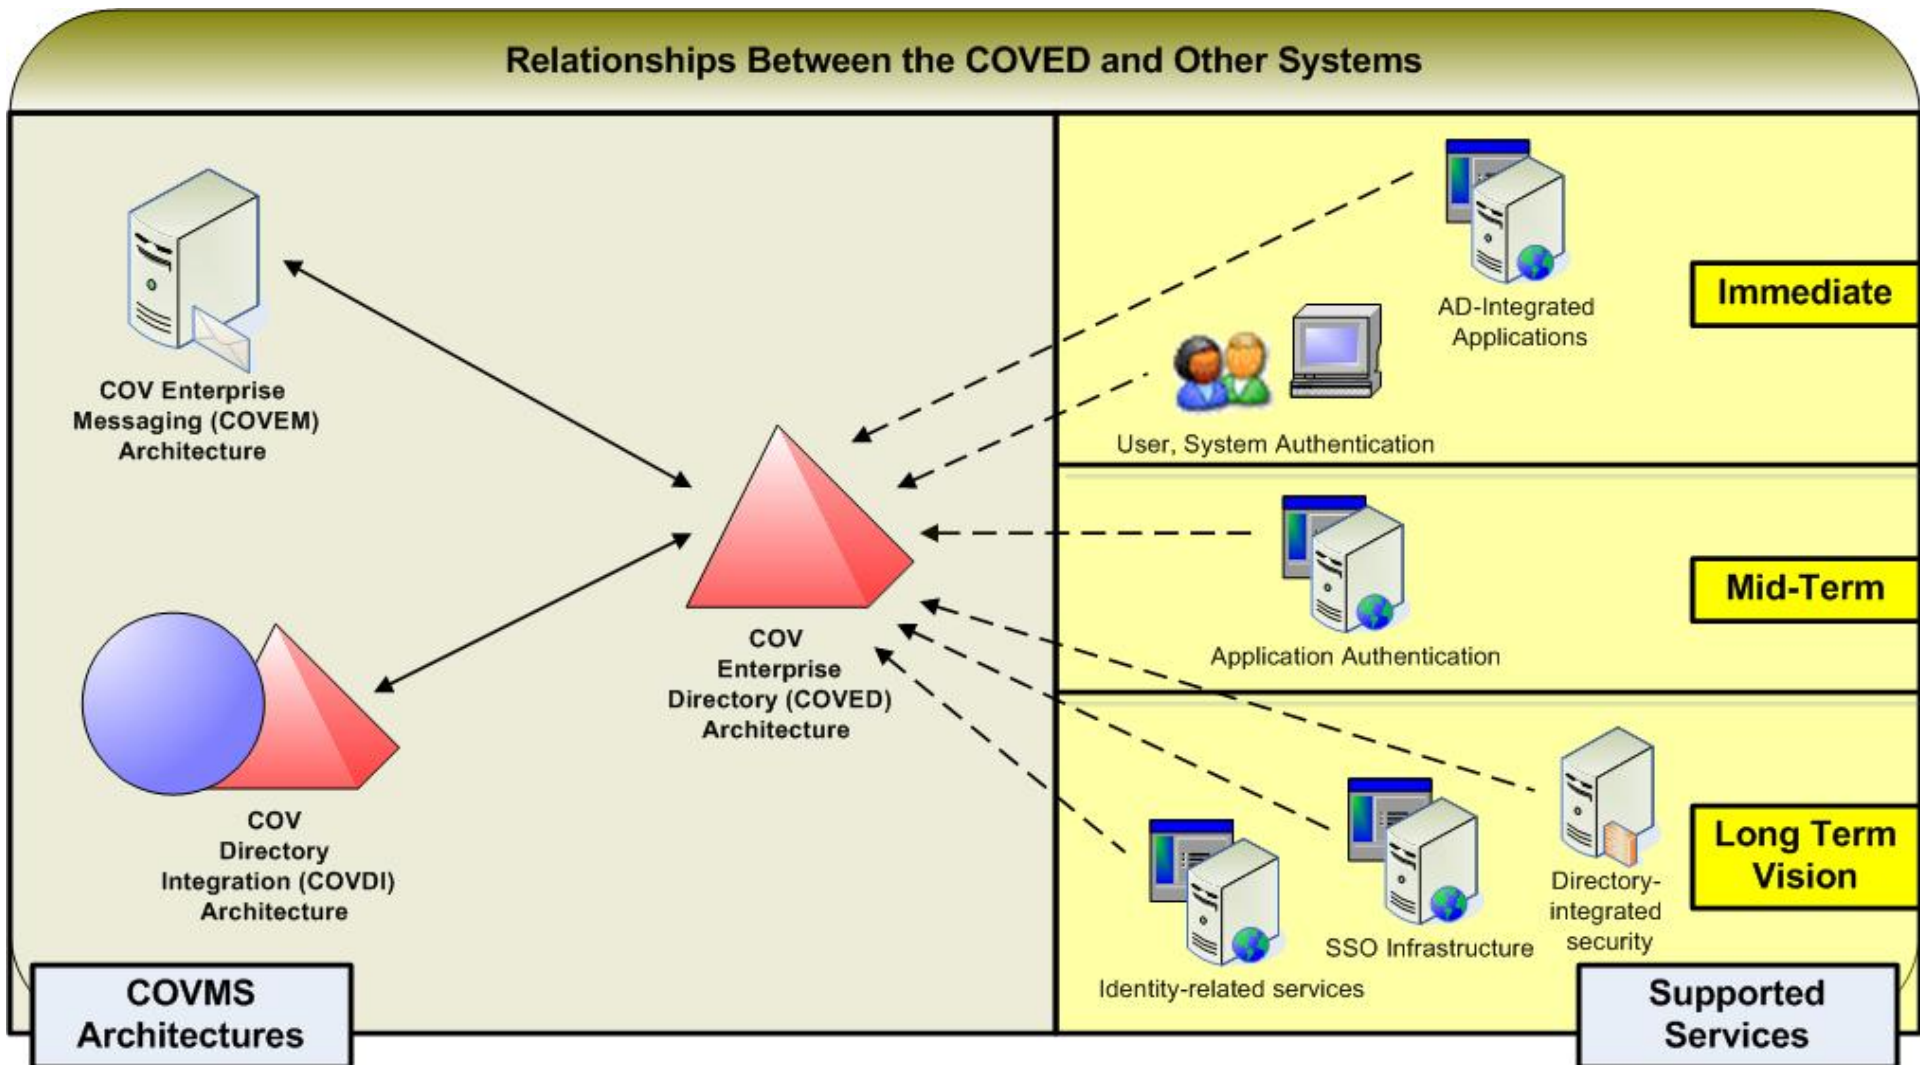 Relationships Between the COVED and Other Systems
COV Enterprise
Messaging (COVEM)
Architecture
COV
Directory
Integration (COVDI)
Architecture
COV
Enterprise
Directory (COVED)
Architecture
COVMS
Architectures
AD-Integrated
Applications
User, System Authentication
Immediate
Application Authentication
Mid-Term
Identity-related services
SSO Infrastructure
Directory-
integrated
security
Long Term
Vision
Supported
Services